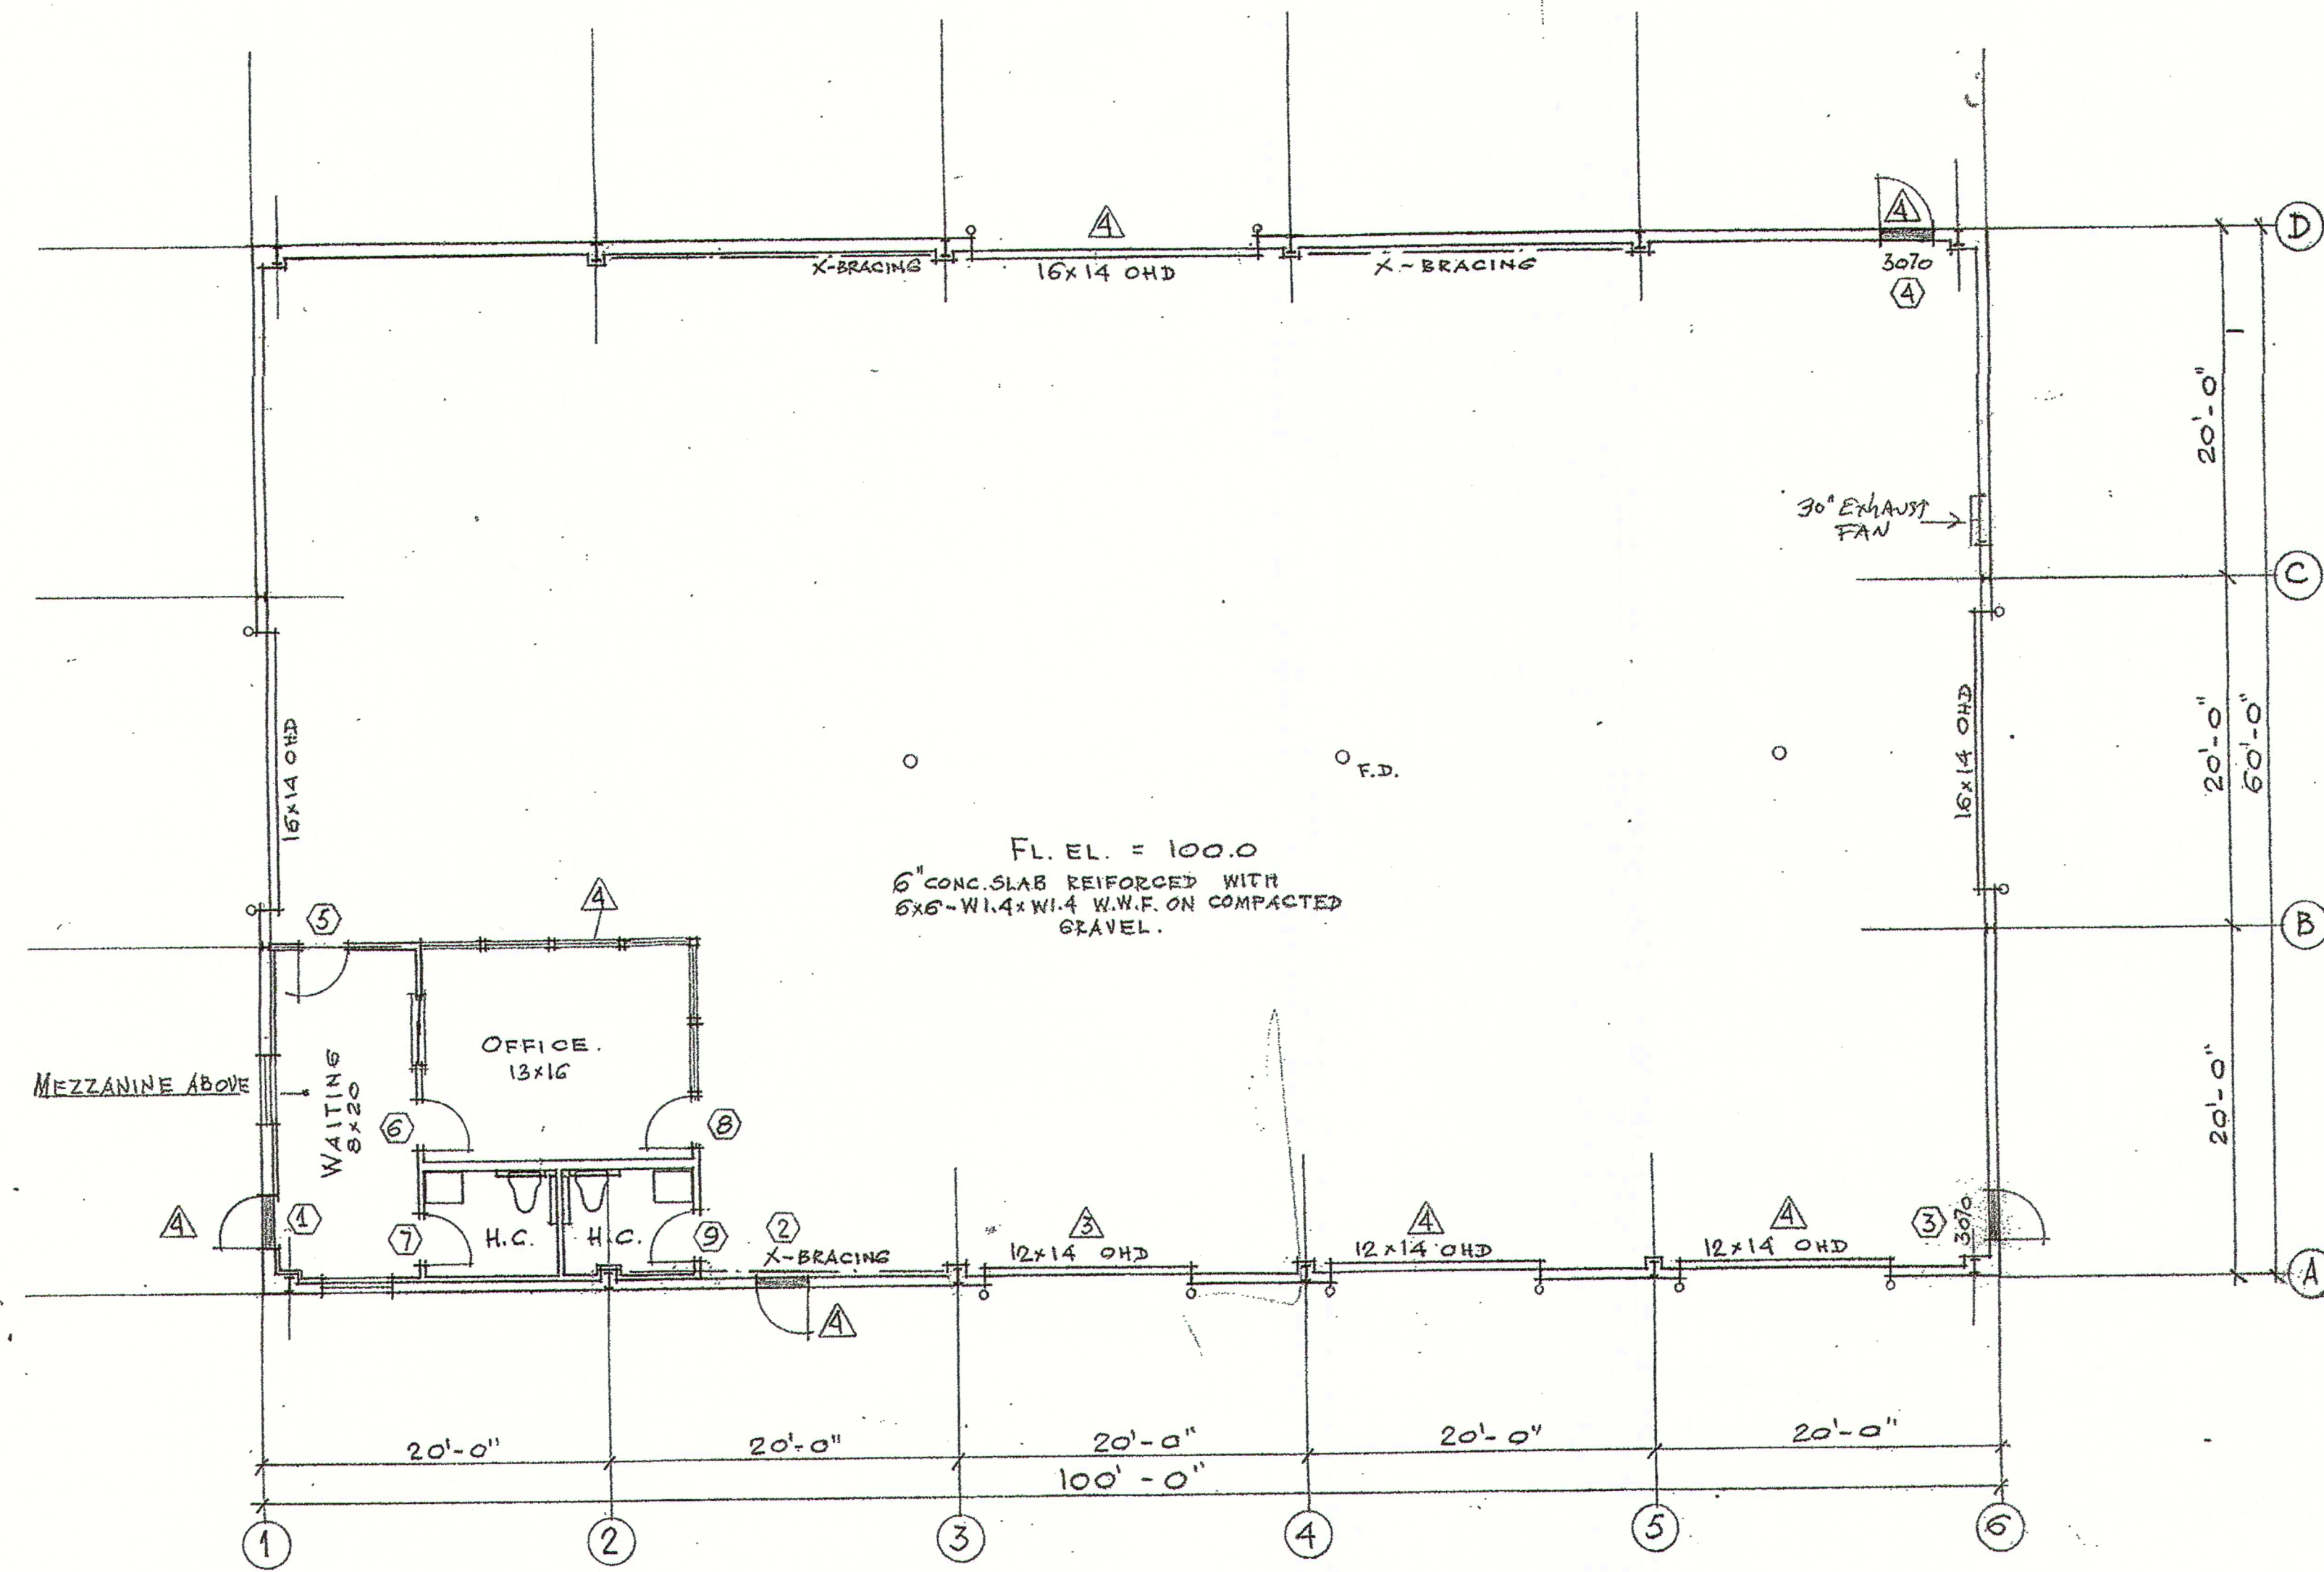 4
4
D
X-BRACING
16x14 OHD
X-BRACING
3070
4
20'-0"
30" EXHAUST
FAN
C
16x14 OHD
16x14 OHD
20'-0"
60'-0"
F.D.
FL. EL. = 100.0
6" CONC. SLAB REIFORCED WITH
6x6-W1.4xW1.4 W.W.F. ON COMPACTED
GRAVEL.
4
5
B
OFFICE.
13x16
MEZZANINE ABOVE
WAITING
8x20
6
8
20'-0"
4
1
7
H.C.
H.C.
9
2
X-BRACING
3
12x14 OHD
4
12x14 OHD
4
12x14 OHD
3
3070
A
4
20'-0"
20'-0"
20'-0"
20'-0"
20'-0"
100'-0"
1
2
3
4
5
6